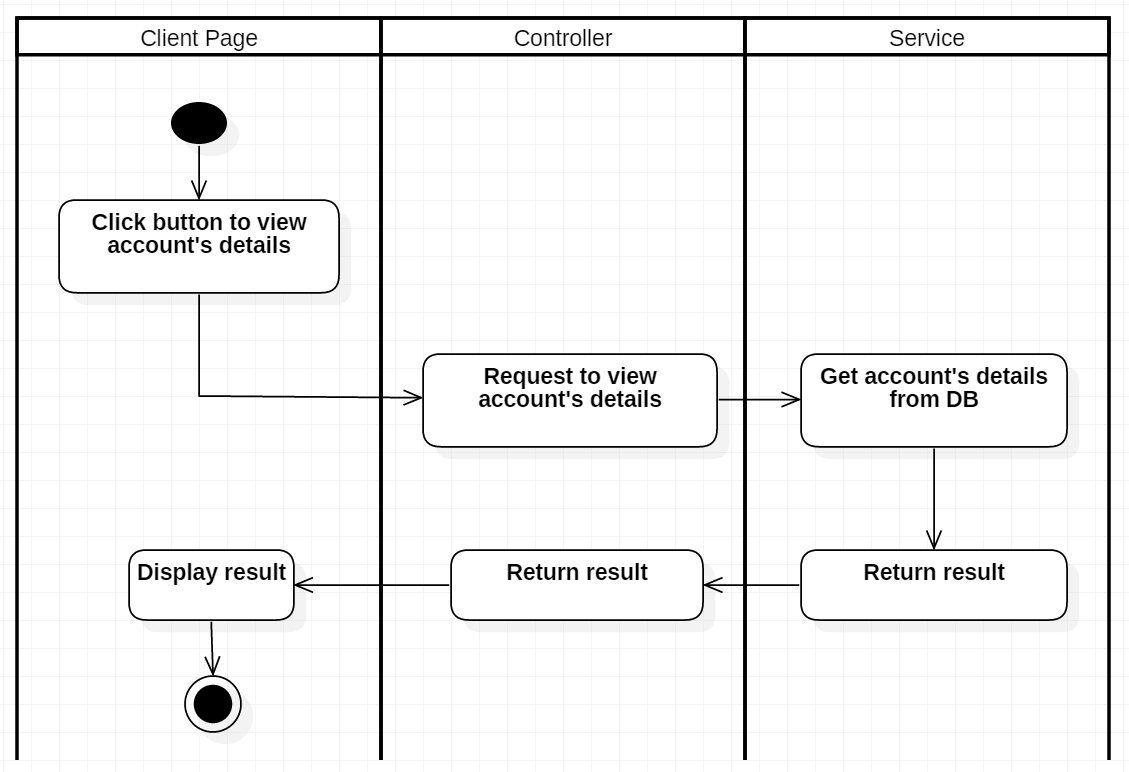 Client Page
Controller
Service
Click button to view
account's details
Request to view
account's details
Get account's details
from DB
Display result
Return result
Return result